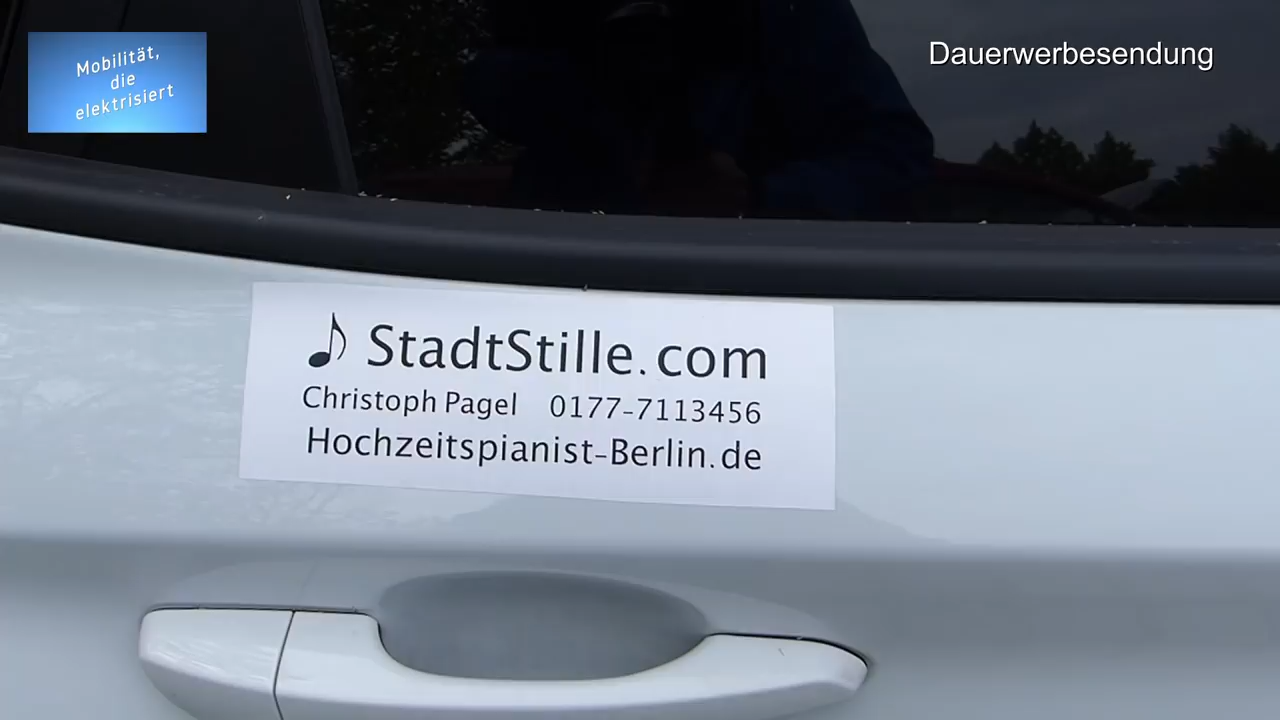 Mobilität,
die
elektrisiert
Dauerwerbesendung
StadtStille.com
Christoph Pagel 0177-7113456
Hochzeitspianist-Berlin.de